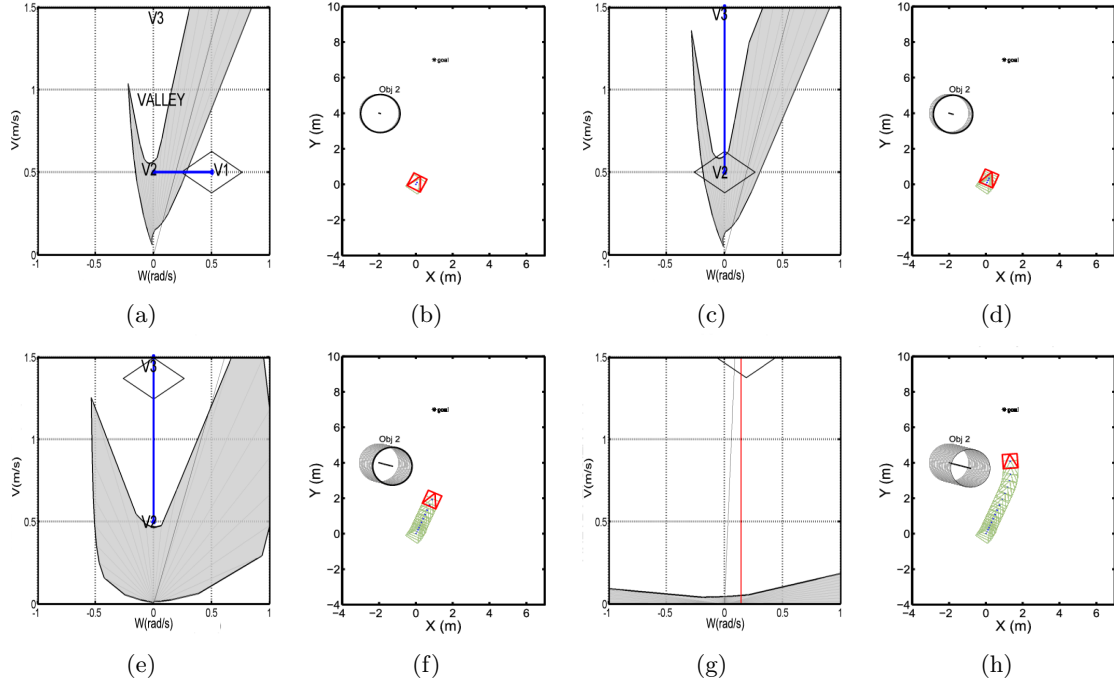 1.5
V3
1
VALLEY
V(m/s)
0.5
V2
V1
0
-1
-0.5
0
0.5
1
W(rad/s)
(a)
10
8
6
4
2
0
−2
−4
goal
Obj 2
Y (m)
−4
−2
0
2
4
6
X (m)
(b)
1.5
V3
1
V(m/s)
0.5
V2
0
-1
-0.5
0
0.5
1
W(rad/s)
(c)
10
8
6
4
2
0
−2
−4
goal
Obj 2
Y (m)
−4
−2
0
2
4
6
X (m)
(d)
1.5
V3
1
V(m/s)
0.5
V2
0
-1
-0.5
0
0.5
1
W(rad/s)
(e)
10
8
6
4
2
0
−2
−4
goal
Obj 2
Y (m)
−4
−2
0
2
4
6
X (m)
(f)
1.5
1
V(m/s)
0.5
0
-1
-0.5
0
0.5
1
W(rad/s)
(g)
10
8
6
4
2
0
−2
−4
goal
Obj 2
Y (m)
−4
−2
0
2
4
6
X (m)
(h)